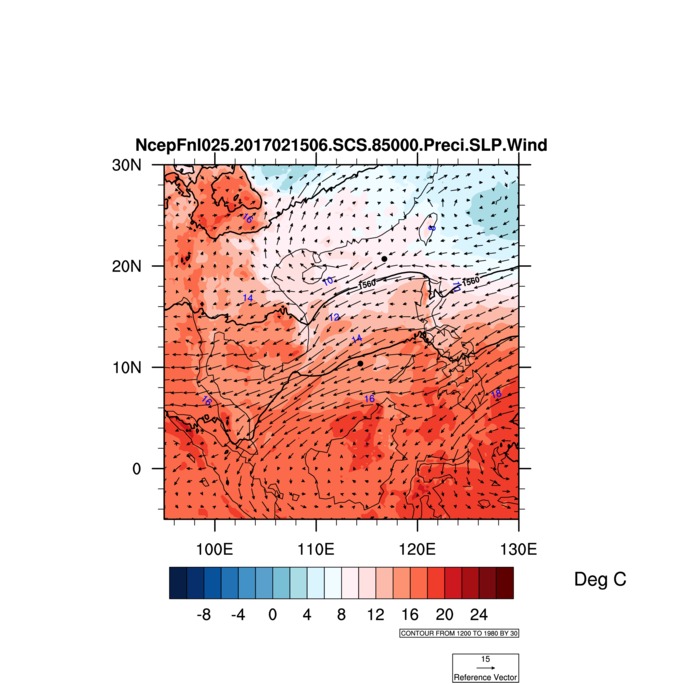 NcepFnl025.2017021506.SCS.85000.Preci.SLP.Wind
30N
16
8
20N
10
1560
1560
14
12
14
10N
16
16
18
0
100E
110E
120E
130E
Deg C
-8
-4
0
4
8
12
16
20
24
CONTOUR FROM 1200 TO 1980 BY 30
15
Reference Vector